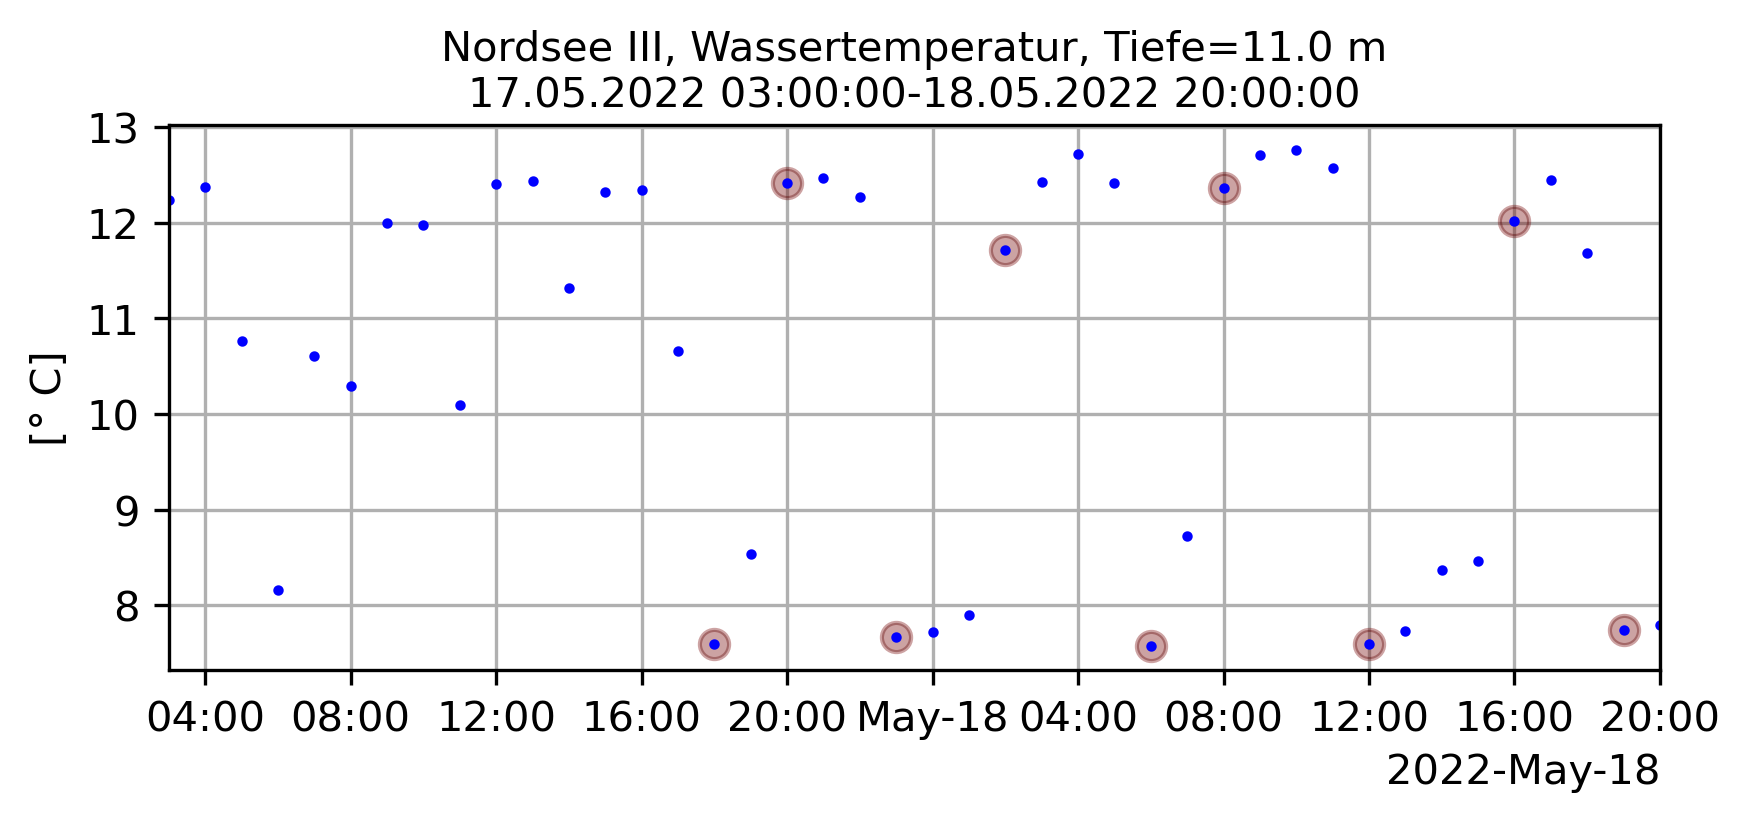 Nordsee III, Wassertemperatur, Tiefe=11.0 m
17.05.2022 03:00:00-18.05.2022 20:00:00
13
12
11
10
9
8
[° C]
04:00 08:00 12:00 16:00 20:00 May-18 04:00 08:00 12:00 16:00 20:00
2022-May-18